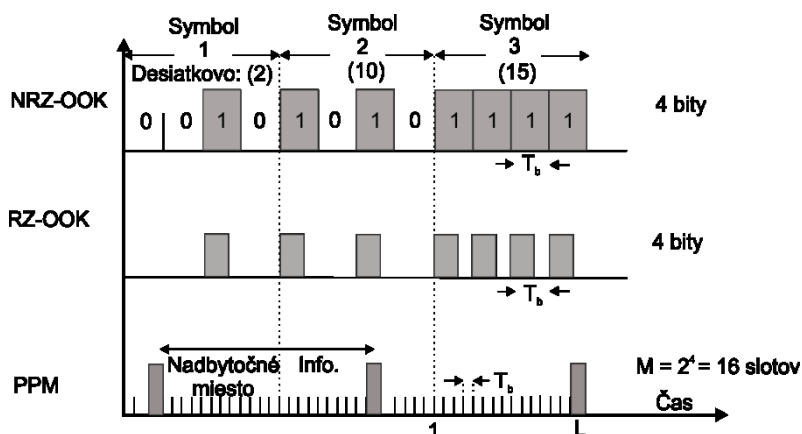 Symbol 1
Symbol 2
Symbol 3
Desiatkovo: (2)
(10)
(15)
NRZ-OOK
0 0 1 0 1 0 1 0 1 1 1 1
4 bity
T_b
RZ-OOK
4 bity
T_b
Nadbytočné miesto
Info.
PPM
T_b
M = 2⁴ = 16 slotov
Čas
1
L